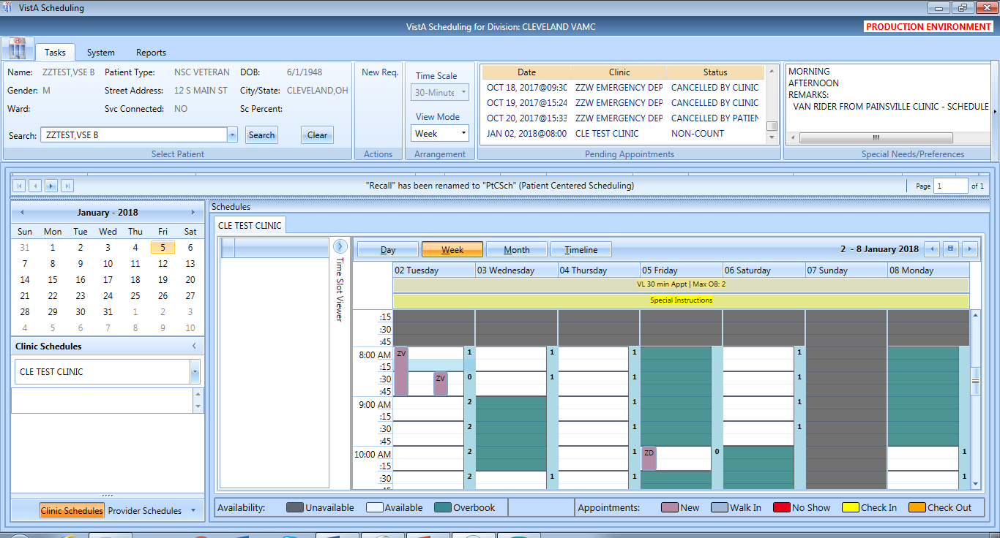 VistA Scheduling
VistA Scheduling for Division: CLEVELAND VAMC
PRODUCTION ENVIRONMENT
Tasks System Reports
Name: ZZTEST,VSE B Patient Type: NSC VETERAN DOB: 6/1/1948
Gender: M Street Address: 12 S MAIN ST City/State: CLEVELAND,OH
Ward: Svc Connected: NO Sc Percent:
Search: ZZTEST,VSE B Search Clear
Select Patient
New Req.
Actions
Time Scale
30-Minute
View Mode
Week
Arrangement
Date Clinic Status
OCT 18, 2017@09:30 ZZW EMERGENCY DEP CANCELLED BY CLINIC
OCT 19, 2017@15:24 ZZW EMERGENCY DEP CANCELLED BY CLINIC
OCT 20, 2017@15:33 ZZW EMERGENCY DEP CANCELLED BY PATIEN
JAN 02, 2018@08:00 CLE TEST CLINIC NON-COUNT
Pending Appointments
MORNING
AFTERNOON
REMARKS:
VAN RIDER FROM PAINSVILLE CLINIC - SCHEDULE
Special Needs/Preferences
"Recall" has been renamed to "PtCSch" (Patient Centered Scheduling)
Page 1 of 1
January - 2018
Sun Mon Tue Wed Thu Fri Sat
31 1 2 3 4 5 6
7 8 9 10 11 12 13
14 15 16 17 18 19 20
21 22 23 24 25 26 27
28 29 30 31 1 2 3
4 5 6 7 8 9 10
Clinic Schedules
CLE TEST CLINIC
Clinic Schedules Provider Schedules
Schedules
CLE TEST CLINIC
Time Slot Viewer
Day Week Month Timeline 2 - 8 January 2018
02 Tuesday 03 Wednesday 04 Thursday 05 Friday 06 Saturday 07 Sunday 08 Monday
VL 30 min Appt | Max OB: 2
Special Instructions
:15
:30
:45
8:00 AM ZV 1 1 1 1
:15
:30 ZV 0 1 1 1
:45
9:00 AM 2 1 1
:15
:30 2 1 1
:45
10:00 AM 2 1 ZD 0 1
:15
:30 2 1 1 1
Availability: Unavailable Available Overbook
Appointments: New Walk In No Show Check In Check Out